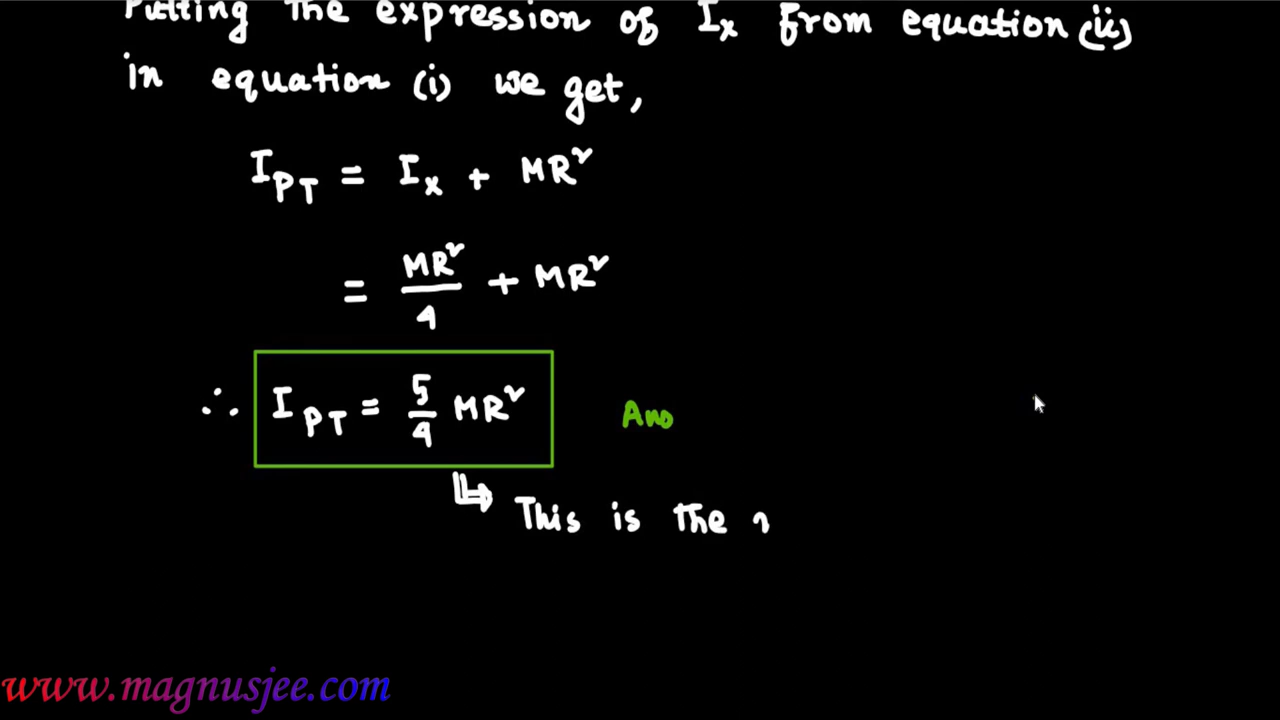 Putting the expression of Ix from equation (ii)
in equation (i) we get,
I_PT = I_x + MR²
= MR²/4 + MR²
∴ I_PT = 5/4 MR² Ans
This is the
www.magnusjee.com